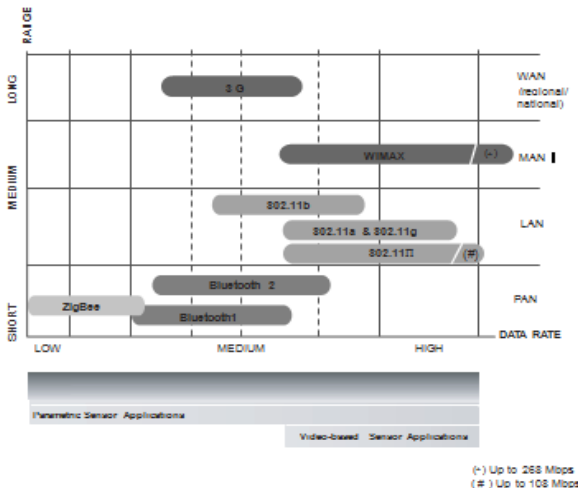 RANGE
LONG
3 G
WAN
(regional/
national)
MEDIUM
WIMAX
(-)
MAN
802.11b
802.11a & 802.11g
LAN
802.11Π
(#)
SHORT
Bluetooth 2
ZigBee
Bluetooth1
PAN
DATA RATE
LOW
MEDIUM
HIGH
Parametric Sensor Applications
Video-based Sensor Applications
(-) Up to 268 Mbps
(#) Up to 108 Mbps